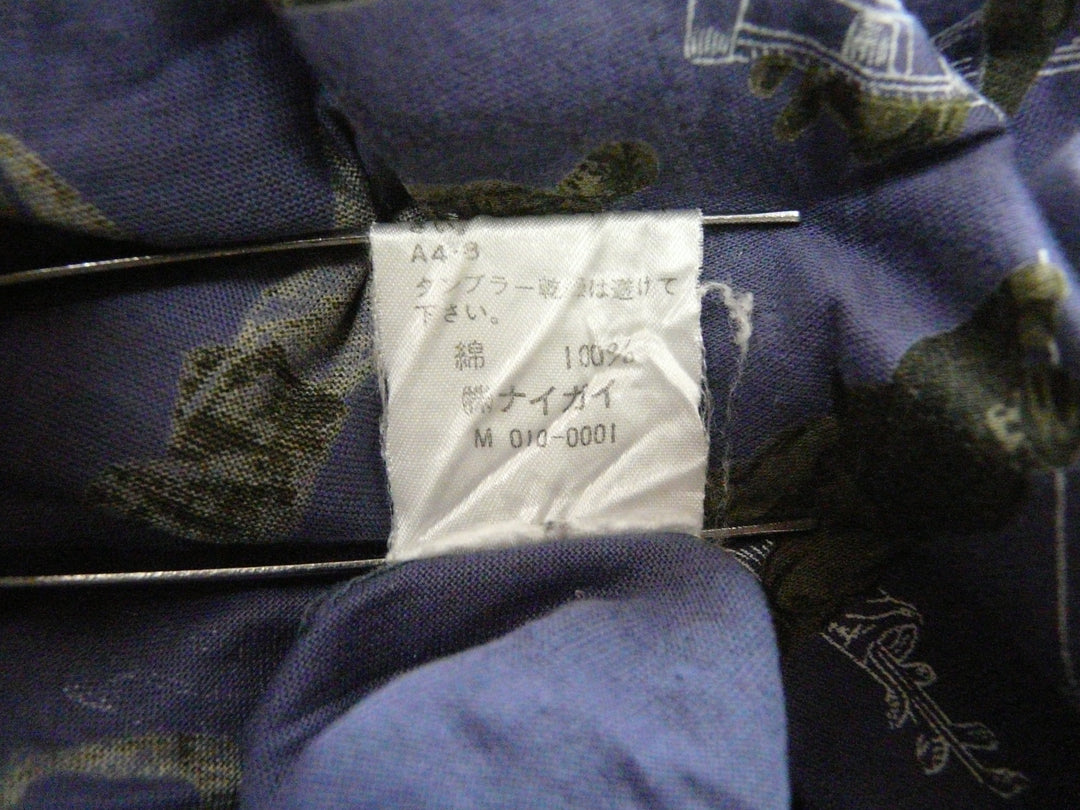 A4-8
タンブラー乾燥は避けて
下さい。
綿 100%
㈱ナイガイ
M 010-0001